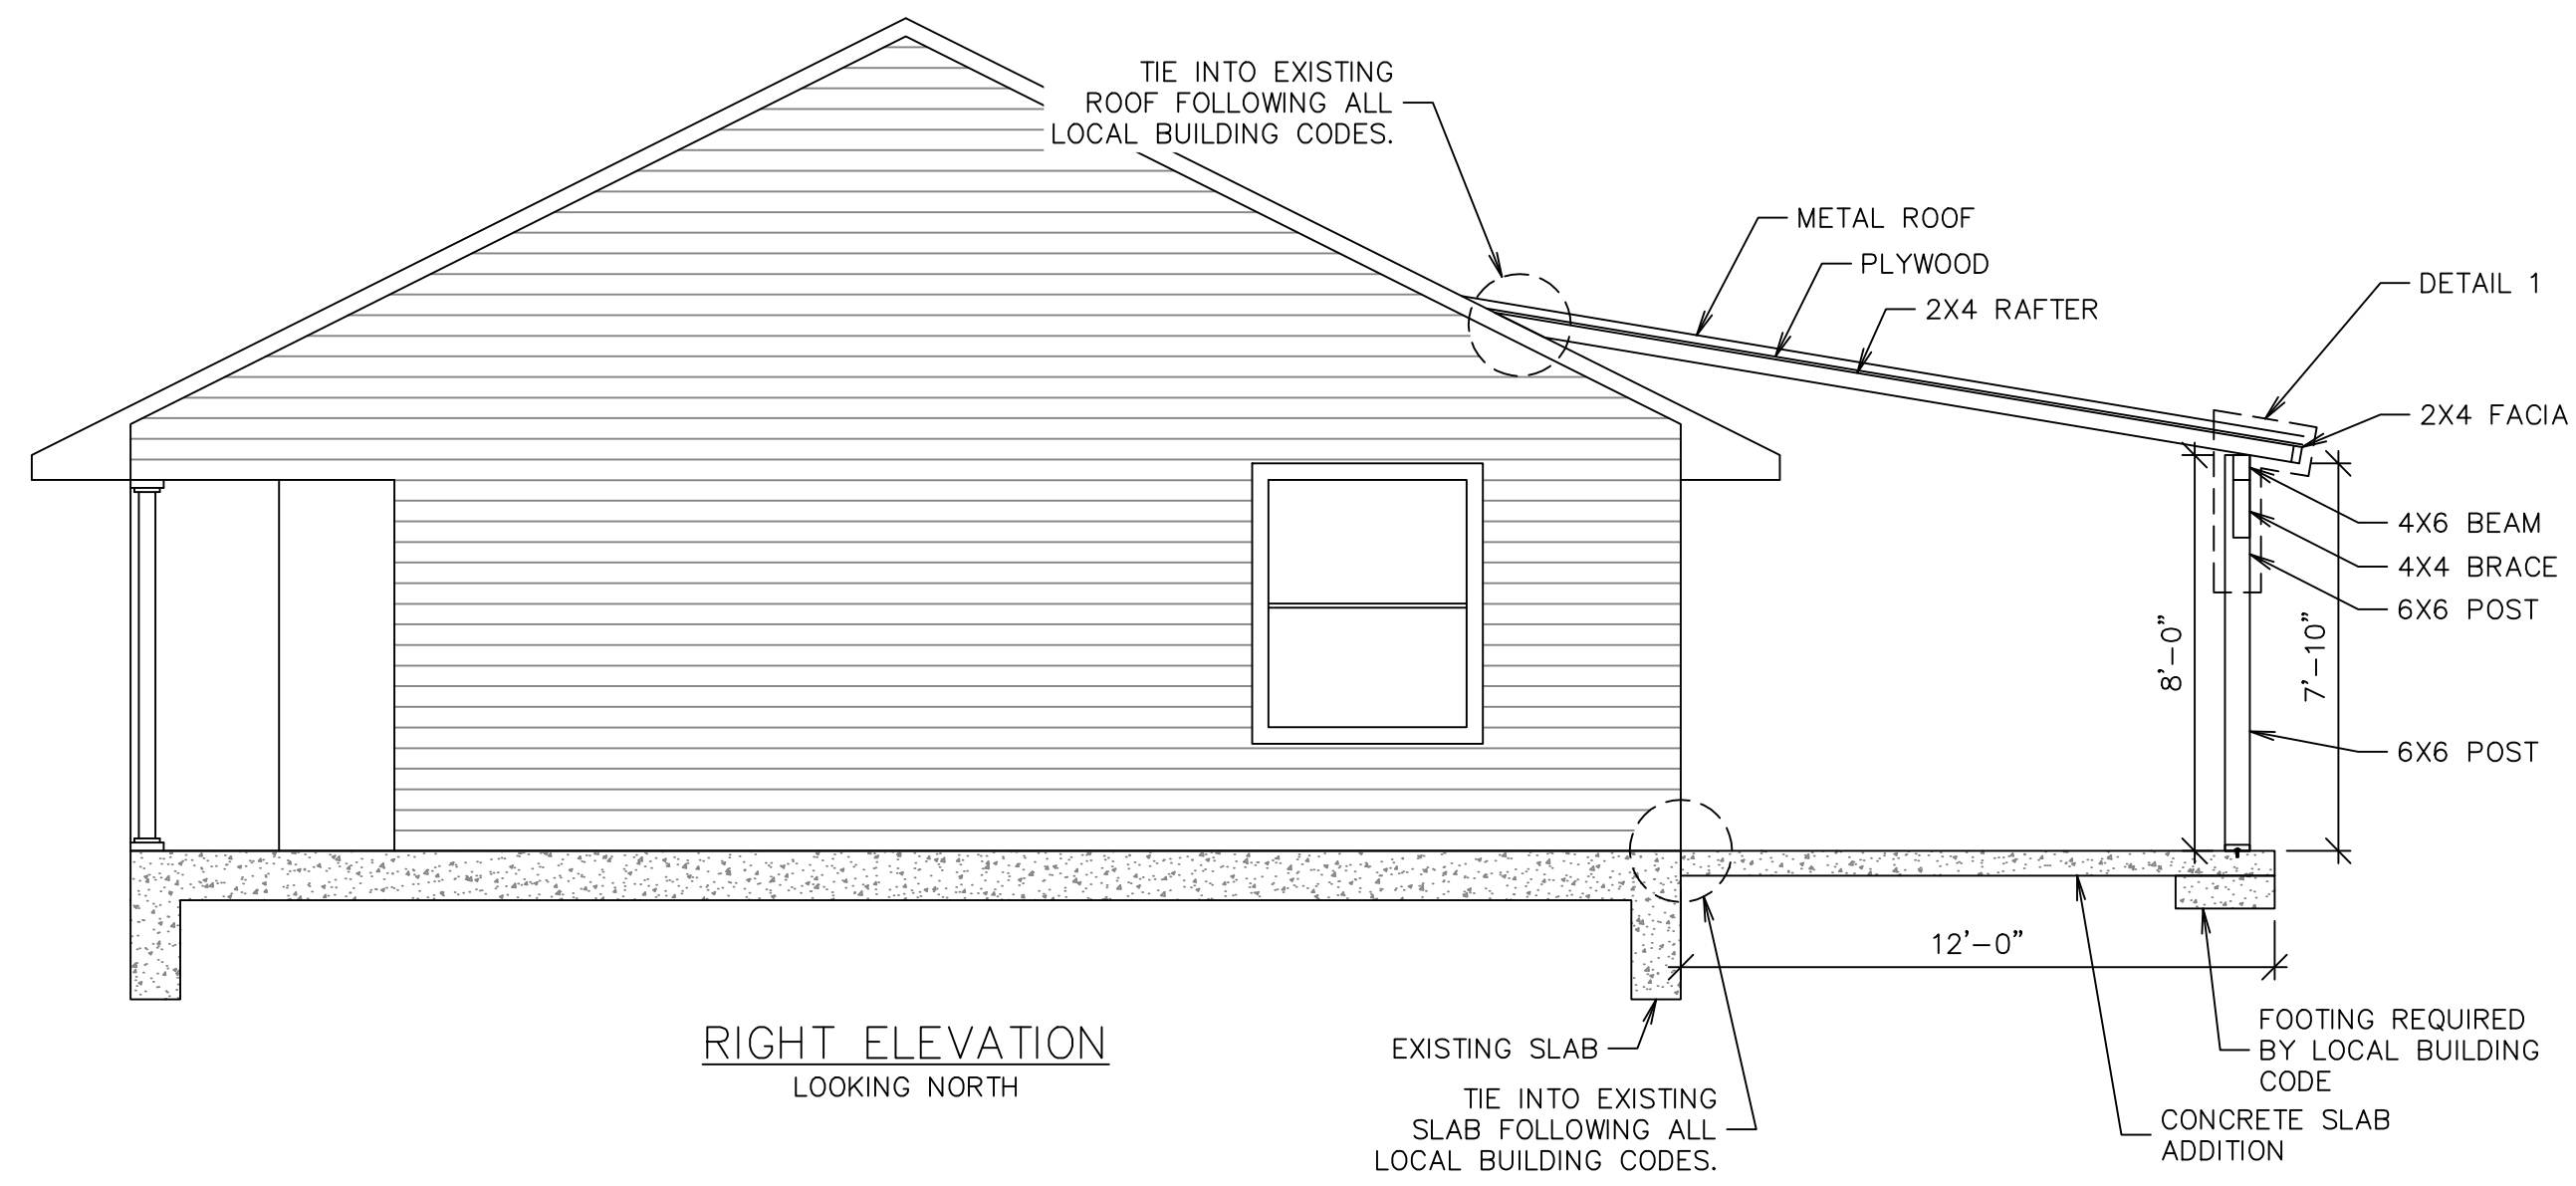 TIE INTO EXISTING
ROOF FOLLOWING ALL
LOCAL BUILDING CODES.
METAL ROOF
PLYWOOD
2X4 RAFTER
DETAIL 1
2X4 FACIA
4X6 BEAM
4X4 BRACE
6X6 POST
8'-0"
7'-10"
6X6 POST
12'-0"
RIGHT ELEVATION
LOOKING NORTH
EXISTING SLAB
TIE INTO EXISTING
SLAB FOLLOWING ALL
LOCAL BUILDING CODES.
FOOTING REQUIRED
BY LOCAL BUILDING
CODE
CONCRETE SLAB
ADDITION